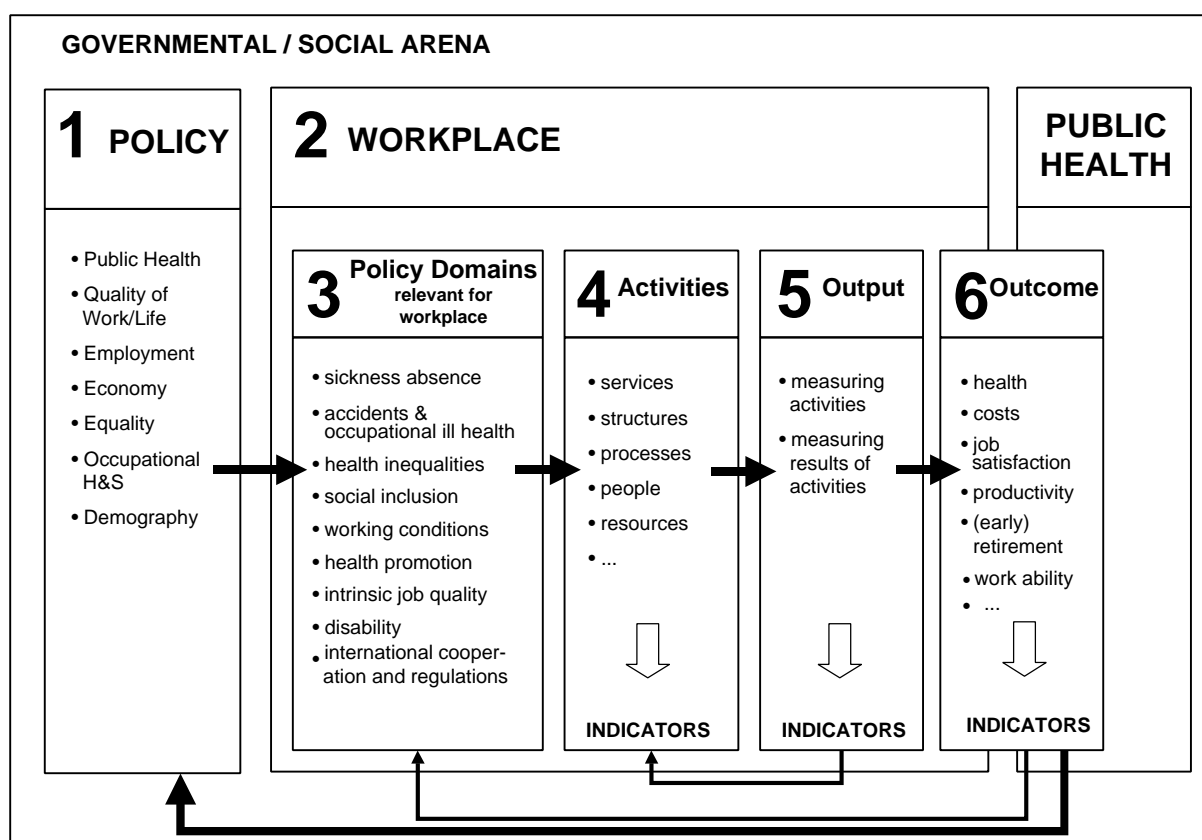 GOVERNMENTAL / SOCIAL ARENA
1 POLICY
• Public Health
• Quality of
Work/Life
• Employment
• Economy
• Equality
• Occupational
H&S
• Demography
2 WORKPLACE
3 Policy Domains
relevant for
workplace
• sickness absence
• accidents &
occupational ill health
• health inequalities
• social inclusion
• working conditions
• health promotion
• intrinsic job quality
• disability
• international cooper-
ation and regulations
4 Activities
• services
• structures
• processes
• people
• resources
• ...
INDICATORS
5 Output
• measuring
activities
• measuring
results of
activities
INDICATORS
PUBLIC
HEALTH
6 Outcome
• health
• costs
• job
satisfaction
• productivity
• (early)
retirement
• work ability
• ...
INDICATORS